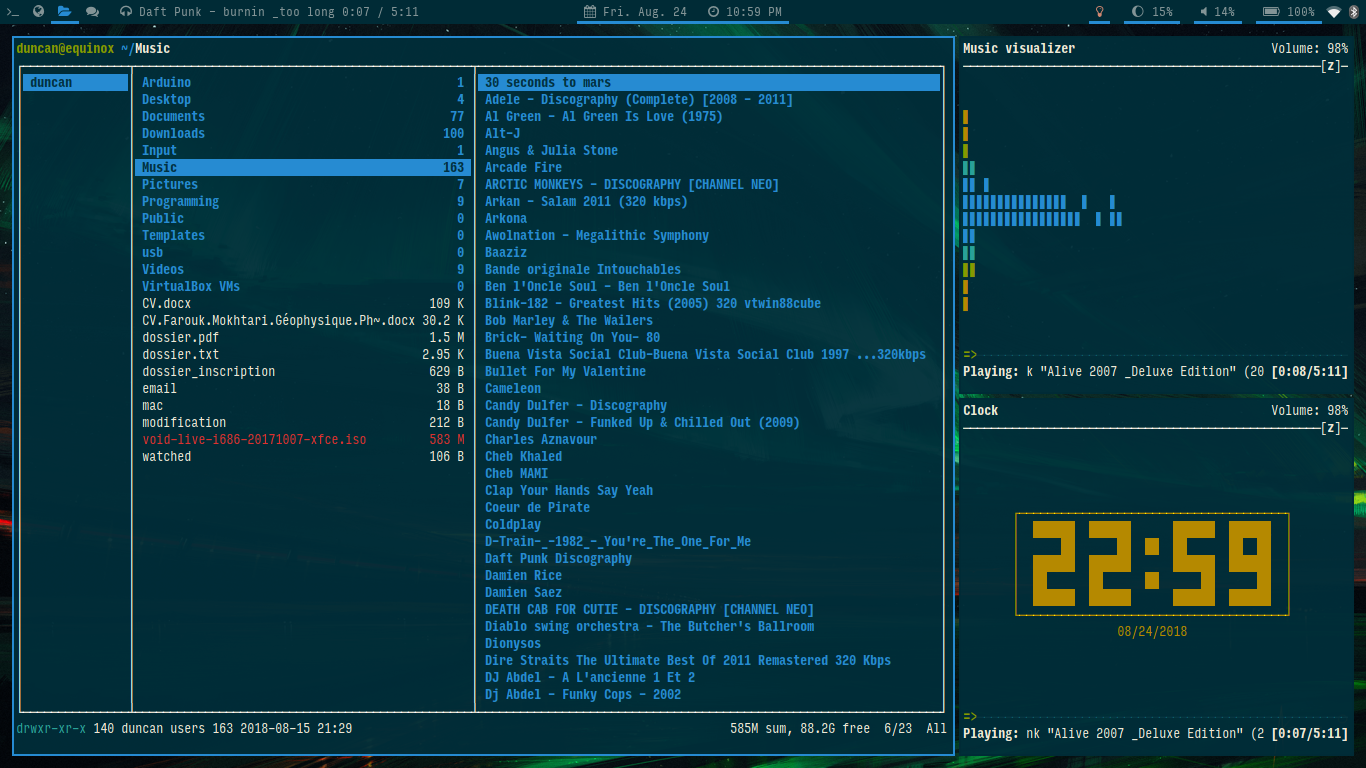 >_ Daft Punk - burnin _too long 0:07 / 5:11 Fri. Aug. 24 10:59 PM 15% 14% 100%
duncan@equinox ~/Music
duncan
Arduino 1
Desktop 4
Documents 77
Downloads 100
Input 1
Music 163
Pictures 7
Programming 9
Public 0
Templates 0
usb 0
Videos 9
VirtualBox VMs 0
CV.docx 109 K
CV.Farouk.Mokhtari.Géophysique.Ph~.docx 30.2 K
dossier.pdf 1.5 M
dossier.txt 2.95 K
dossier_inscription 629 B
email 38 B
mac 18 B
modification 212 B
void-live-i686-20171007-xfce.iso 583 M
watched 106 B
30 seconds to mars
Adele - Discography (Complete) [2008 - 2011]
Al Green - Al Green Is Love (1975)
Alt-J
Angus & Julia Stone
Arcade Fire
ARCTIC MONKEYS - DISCOGRAPHY [CHANNEL NEO]
Arkan - Salam 2011 (320 kbps)
Arkona
Awolnation - Megalithic Symphony
Baaziz
Bande originale Intouchables
Ben l'Oncle Soul - Ben l'Oncle Soul
Blink-182 - Greatest Hits (2005) 320 vtwin88cube
Bob Marley & The Wailers
Brick- Waiting On You- 80
Buena Vista Social Club-Buena Vista Social Club 1997 ...320kbps
Bullet For My Valentine
Cameleon
Candy Dulfer - Discography
Candy Dulfer - Funked Up & Chilled Out (2009)
Charles Aznavour
Cheb Khaled
Cheb MAMI
Clap Your Hands Say Yeah
Coeur de Pirate
Coldplay
D-Train-_-1982_-_You're_The_One_For_Me
Daft Punk Discography
Damien Rice
Damien Saez
DEATH CAB FOR CUTIE - DISCOGRAPHY [CHANNEL NEO]
Diablo swing orchestra - The Butcher's Ballroom
Dionysos
Dire Straits The Ultimate Best Of 2011 Remastered 320 Kbps
DJ Abdel - A L'ancienne 1 Et 2
Dj Abdel - Funky Cops - 2002
drwxr-xr-x 140 duncan users 163 2018-08-15 21:29 585M sum, 88.2G free 6/23 All
Music visualizer Volume: 98%
[z]
=>
Playing: k "Alive 2007 _Deluxe Edition" (20 [0:08/5:11]
Clock Volume: 98%
[z]
22:59
08/24/2018
=>
Playing: nk "Alive 2007 _Deluxe Edition" (2 [0:07/5:11]